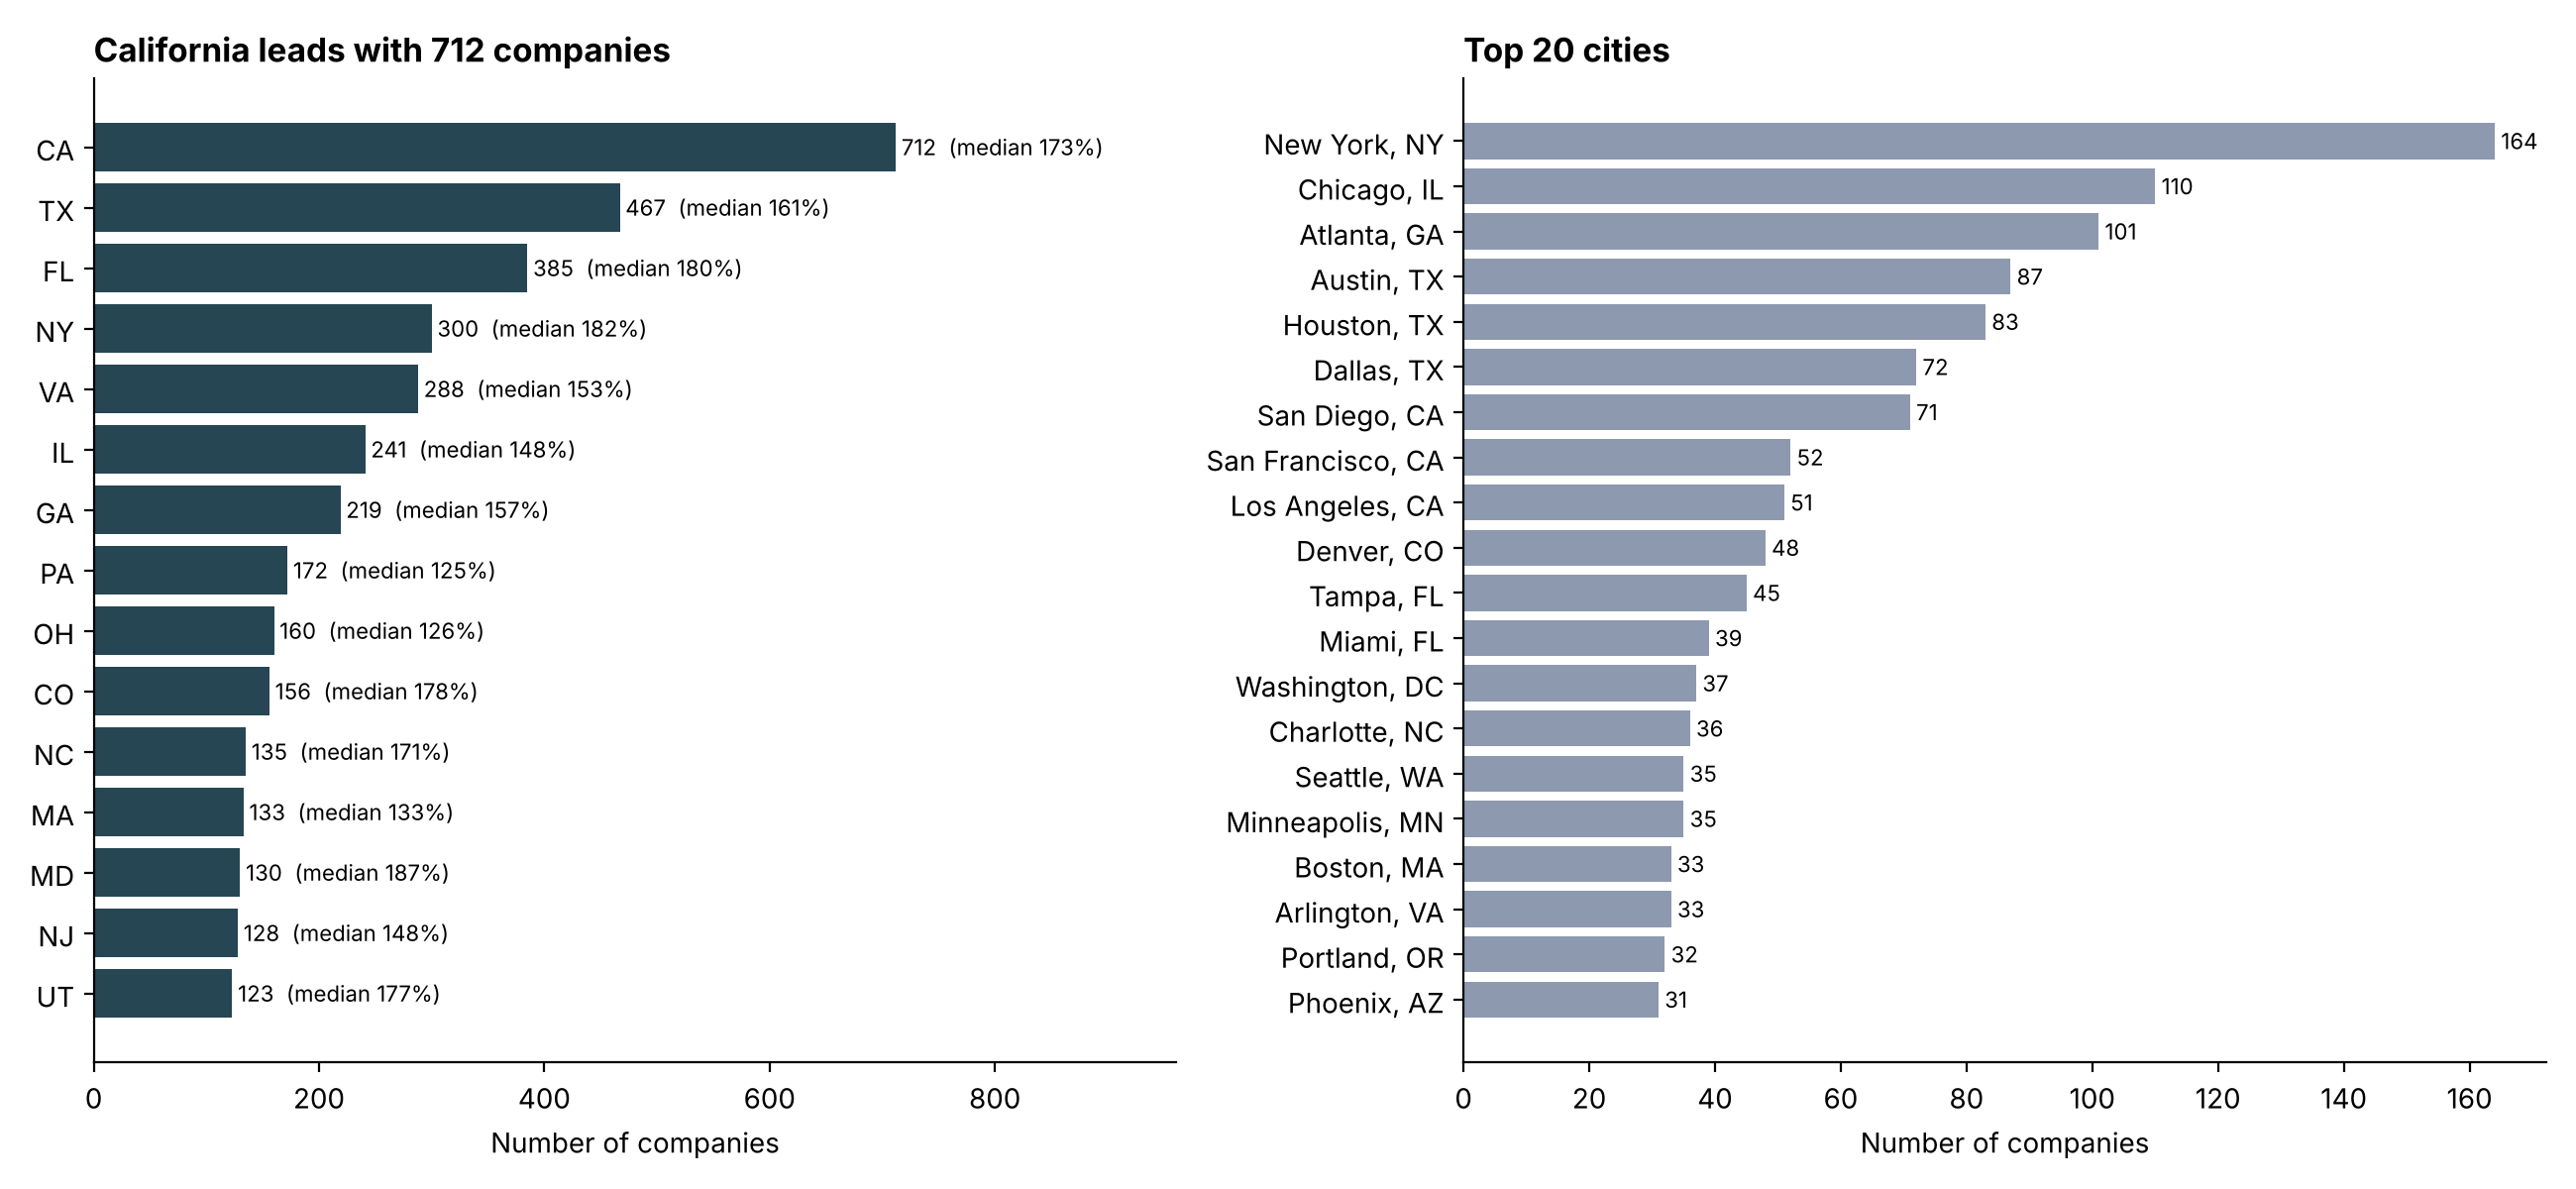 California leads with 712 companies
CA 712 (median 173%)
TX 467 (median 161%)
FL 385 (median 180%)
NY 300 (median 182%)
VA 288 (median 153%)
IL 241 (median 148%)
GA 219 (median 157%)
PA 172 (median 125%)
OH 160 (median 126%)
CO 156 (median 178%)
NC 135 (median 171%)
MA 133 (median 133%)
MD 130 (median 187%)
NJ 128 (median 148%)
UT 123 (median 177%)
0 200 400 600 800
Number of companies
Top 20 cities
New York, NY 164
Chicago, IL 110
Atlanta, GA 101
Austin, TX 87
Houston, TX 83
Dallas, TX 72
San Diego, CA 71
San Francisco, CA 52
Los Angeles, CA 51
Denver, CO 48
Tampa, FL 45
Miami, FL 39
Washington, DC 37
Charlotte, NC 36
Seattle, WA 35
Minneapolis, MN 35
Boston, MA 33
Arlington, VA 33
Portland, OR 32
Phoenix, AZ 31
0 20 40 60 80 100 120 140 160
Number of companies